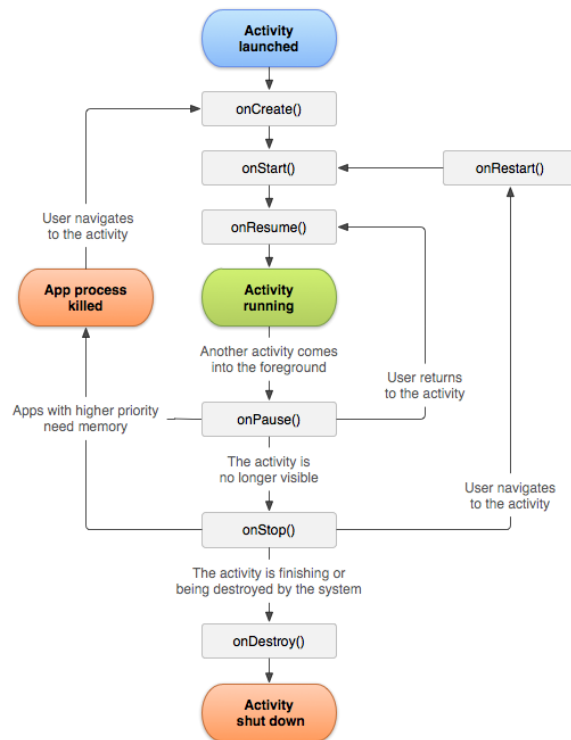 Activity
launched
onCreate()
onStart()
onRestart()
User navigates
to the activity
onResume()
App process
killed
Activity
running
Another activity comes
into the foreground
User returns
to the activity
Apps with higher priority
need memory
onPause()
The activity is
no longer visible
User navigates
to the activity
onStop()
The activity is finishing or
being destroyed by the system
onDestroy()
Activity
shut down